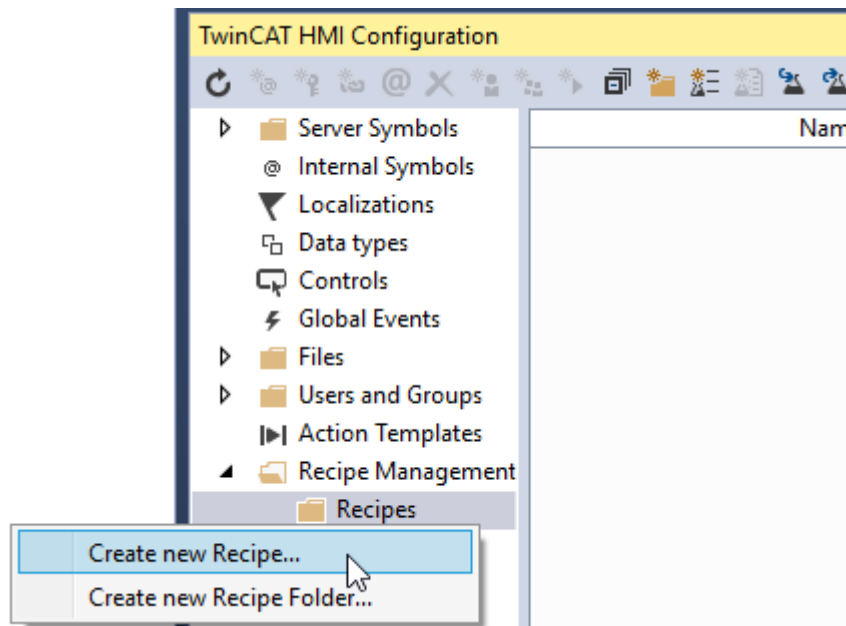 TwinCAT HMI Configuration
Server Symbols
Nam
@ Internal Symbols
Localizations
Data types
Controls
Global Events
Files
Users and Groups
Action Templates
Recipe Management
Recipes
Create new Recipe...
Create new Recipe Folder...